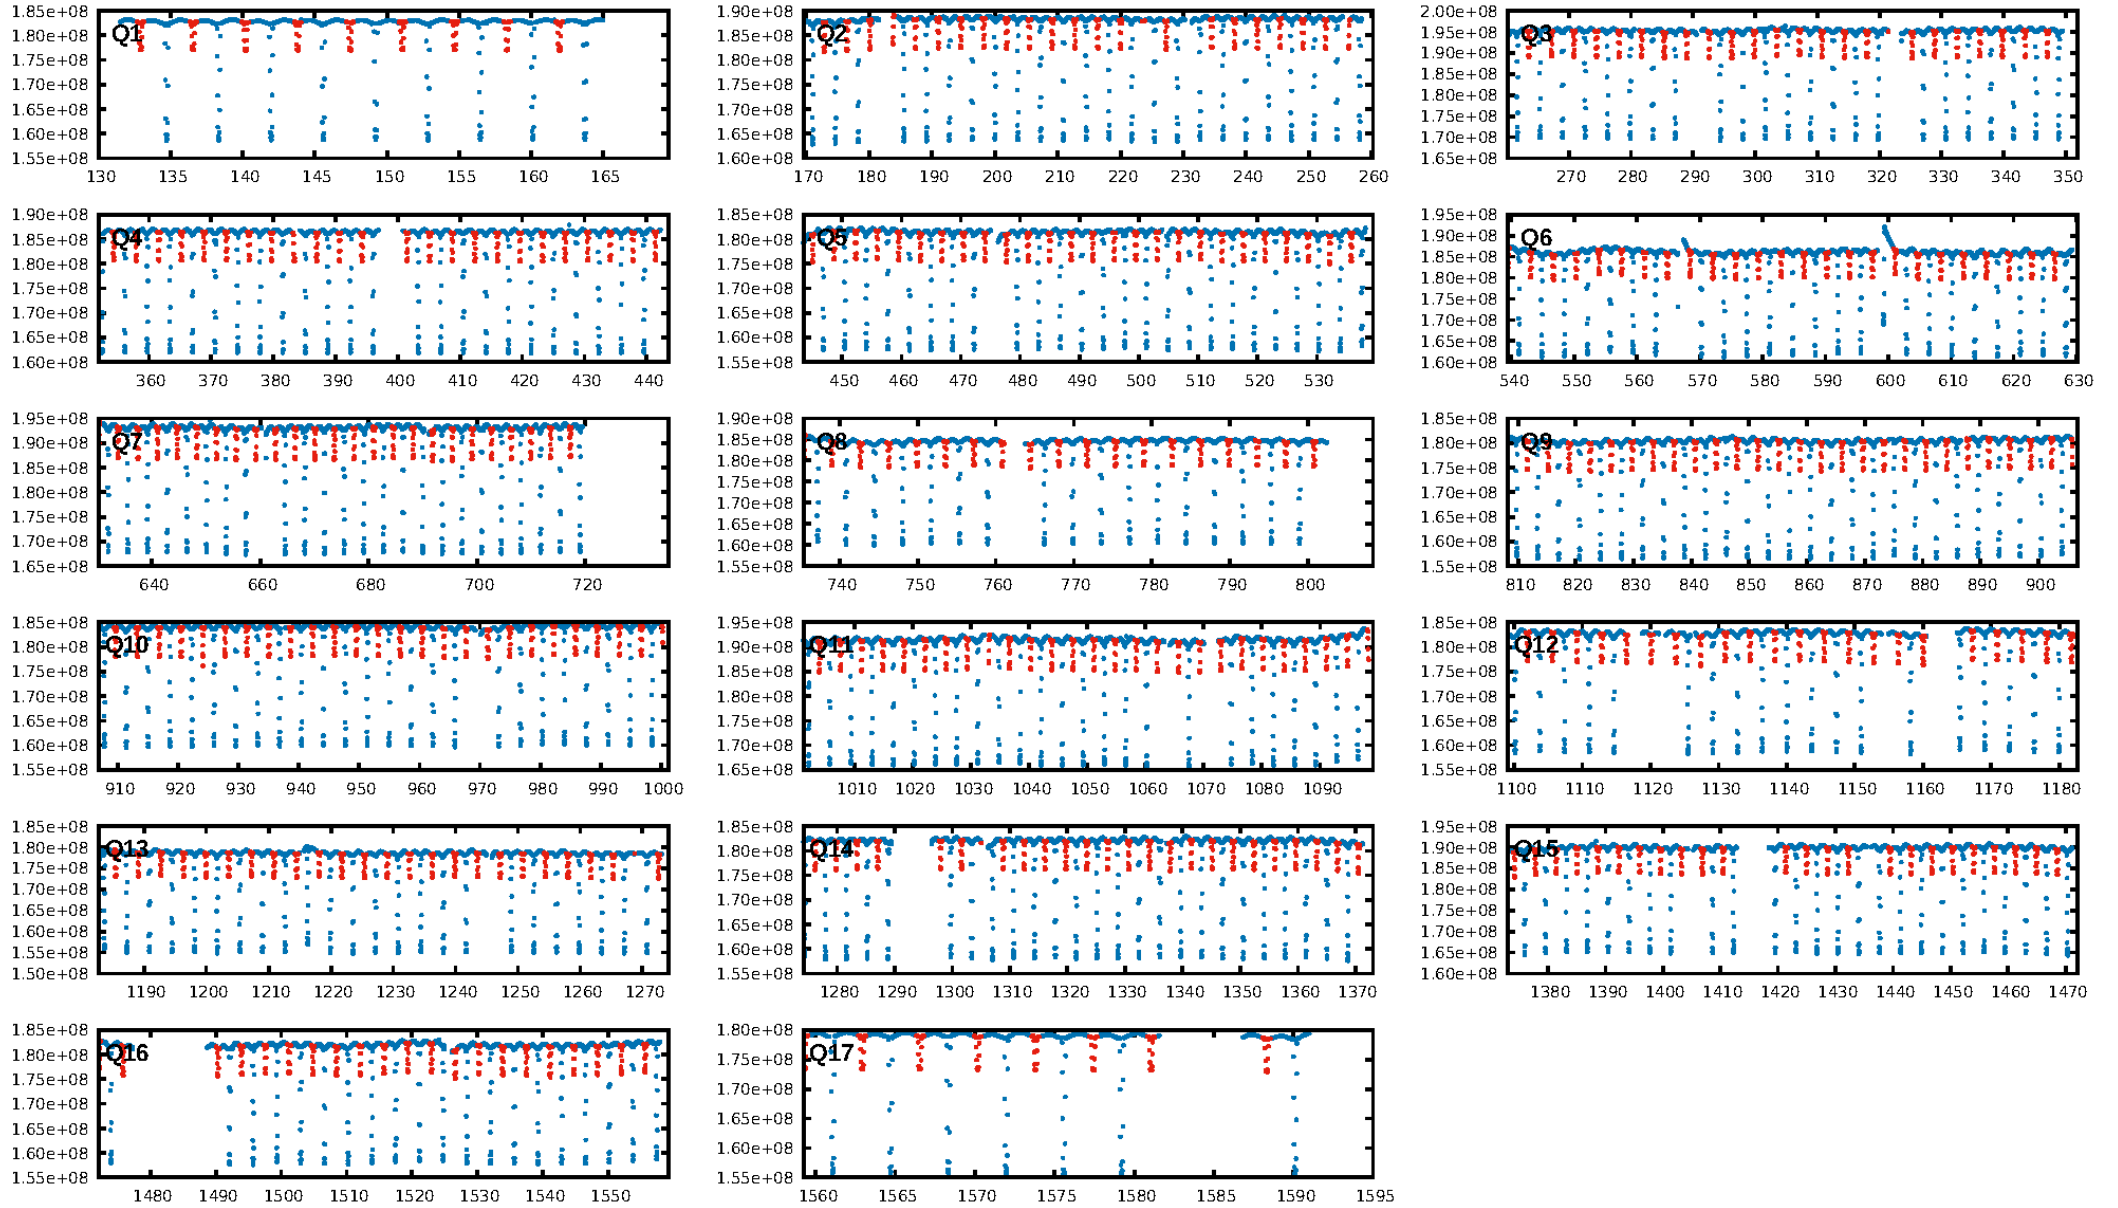 1.85e+08 1.80e+08 1.75e+08 1.70e+08 1.65e+08 1.60e+08 1.55e+08
Q1
130 135 140 145 150 155 160 165
1.90e+08 1.85e+08 1.80e+08 1.75e+08 1.70e+08 1.65e+08 1.60e+08
Q2
170 180 190 200 210 220 230 240 250 260
2.00e+08 1.95e+08 1.90e+08 1.85e+08 1.80e+08 1.75e+08 1.70e+08 1.65e+08
Q3
270 280 290 300 310 320 330 340 350
1.90e+08 1.85e+08 1.80e+08 1.75e+08 1.70e+08 1.65e+08 1.60e+08
Q4
360 370 380 390 400 410 420 430 440
1.85e+08 1.80e+08 1.75e+08 1.70e+08 1.65e+08 1.60e+08 1.55e+08
Q5
450 460 470 480 490 500 510 520 530
1.95e+08 1.90e+08 1.85e+08 1.80e+08 1.75e+08 1.70e+08 1.65e+08 1.60e+08
Q6
540 550 560 570 580 590 600 610 620 630
1.95e+08 1.90e+08 1.85e+08 1.80e+08 1.75e+08 1.70e+08 1.65e+08
Q7
640 660 680 700 720
1.90e+08 1.85e+08 1.80e+08 1.75e+08 1.70e+08 1.65e+08 1.60e+08 1.55e+08
Q8
740 750 760 770 780 790 800
1.85e+08 1.80e+08 1.75e+08 1.70e+08 1.65e+08 1.60e+08 1.55e+08
Q9
810 820 830 840 850 860 870 880 890 900
1.85e+08 1.80e+08 1.75e+08 1.70e+08 1.65e+08 1.60e+08 1.55e+08
Q10
910 920 930 940 950 960 970 980 990 1000
1.95e+08 1.90e+08 1.85e+08 1.80e+08 1.75e+08 1.70e+08 1.65e+08
Q11
1010 1020 1030 1040 1050 1060 1070 1080 1090
1.85e+08 1.80e+08 1.75e+08 1.70e+08 1.65e+08 1.60e+08 1.55e+08
Q12
1100 1110 1120 1130 1140 1150 1160 1170 1180
1.85e+08 1.80e+08 1.75e+08 1.70e+08 1.65e+08 1.60e+08 1.55e+08 1.50e+08
Q13
1190 1200 1210 1220 1230 1240 1250 1260 1270
1.85e+08 1.80e+08 1.75e+08 1.70e+08 1.65e+08 1.60e+08 1.55e+08
Q14
1280 1290 1300 1310 1320 1330 1340 1350 1360 1370
1.95e+08 1.90e+08 1.85e+08 1.80e+08 1.75e+08 1.70e+08 1.65e+08 1.60e+08
Q15
1380 1390 1400 1410 1420 1430 1440 1450 1460 1470
1.85e+08 1.80e+08 1.75e+08 1.70e+08 1.65e+08 1.60e+08 1.55e+08
Q16
1480 1490 1500 1510 1520 1530 1540 1550
1.80e+08 1.75e+08 1.70e+08 1.65e+08 1.60e+08 1.55e+08
Q17
1560 1565 1570 1575 1580 1585 1590 1595